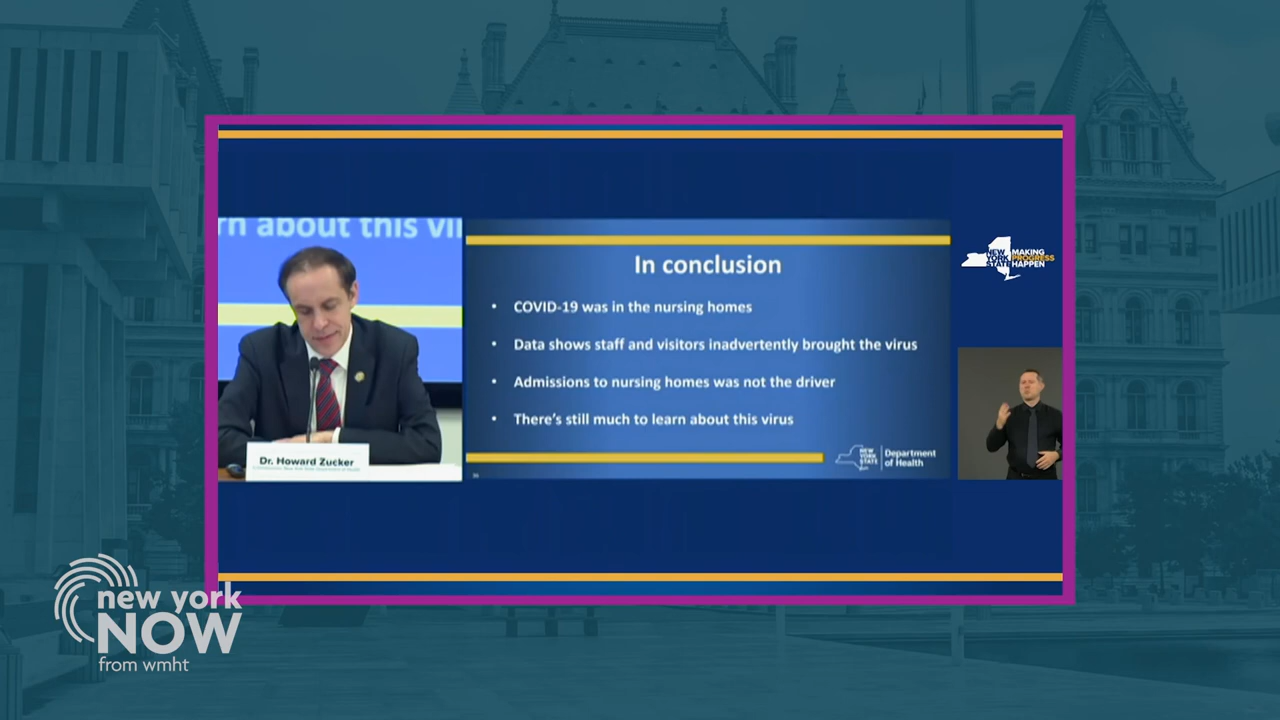 rn about this vi
In conclusion
• COVID-19 was in the nursing homes
• Data shows staff and visitors inadvertently brought the virus
• Admissions to nursing homes was not the driver
• There's still much to learn about this virus
NEW
YORK
STATE
Department
of Health
Dr. Howard Zucker
NEW
YORK
STATE
MAKING
PROGRESS
HAPPEN
new york
NOW
from wmht